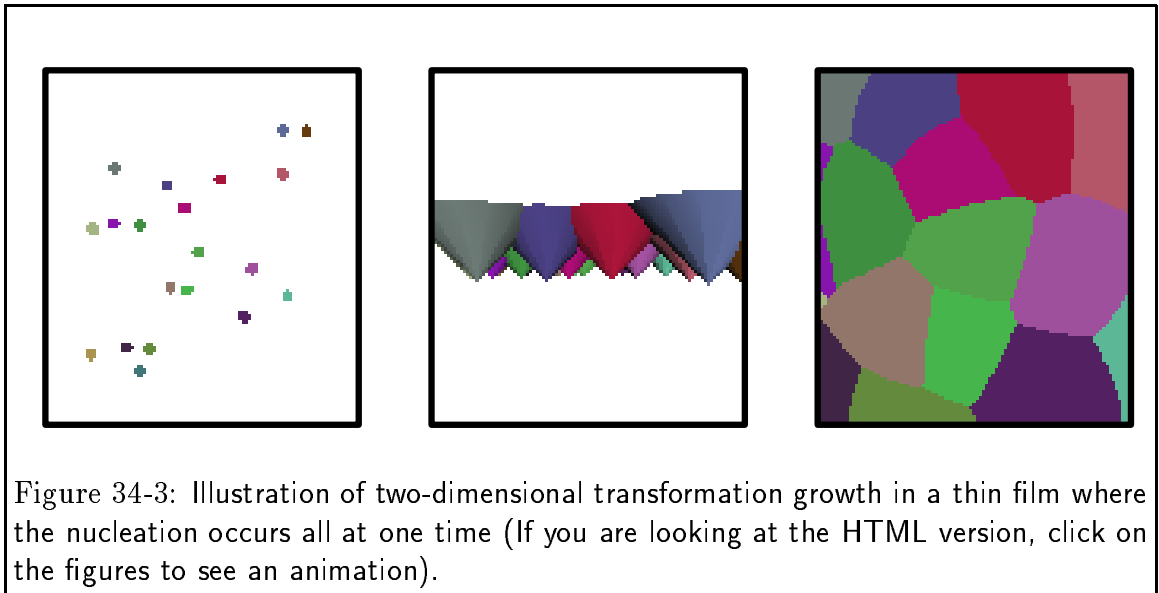 Figure 34-3: Illustration of two-dimensional transformation growth in a thin film where
the nucleation occurs all at one time (If you are looking at the HTML version, click on
the figures to see an animation).